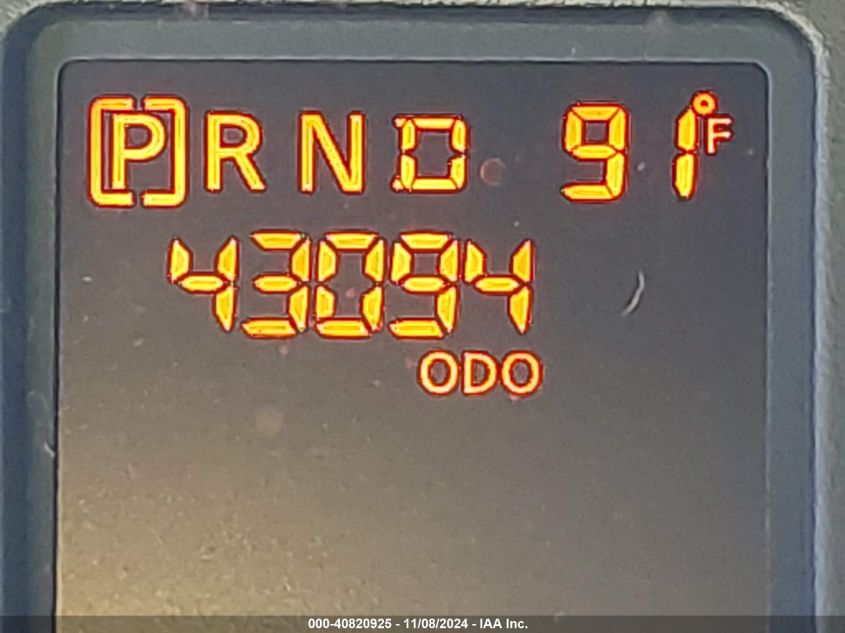 [P] R N D 91°F
43094
ODO
000-40820925 - 11/08/2024 - IAA Inc.